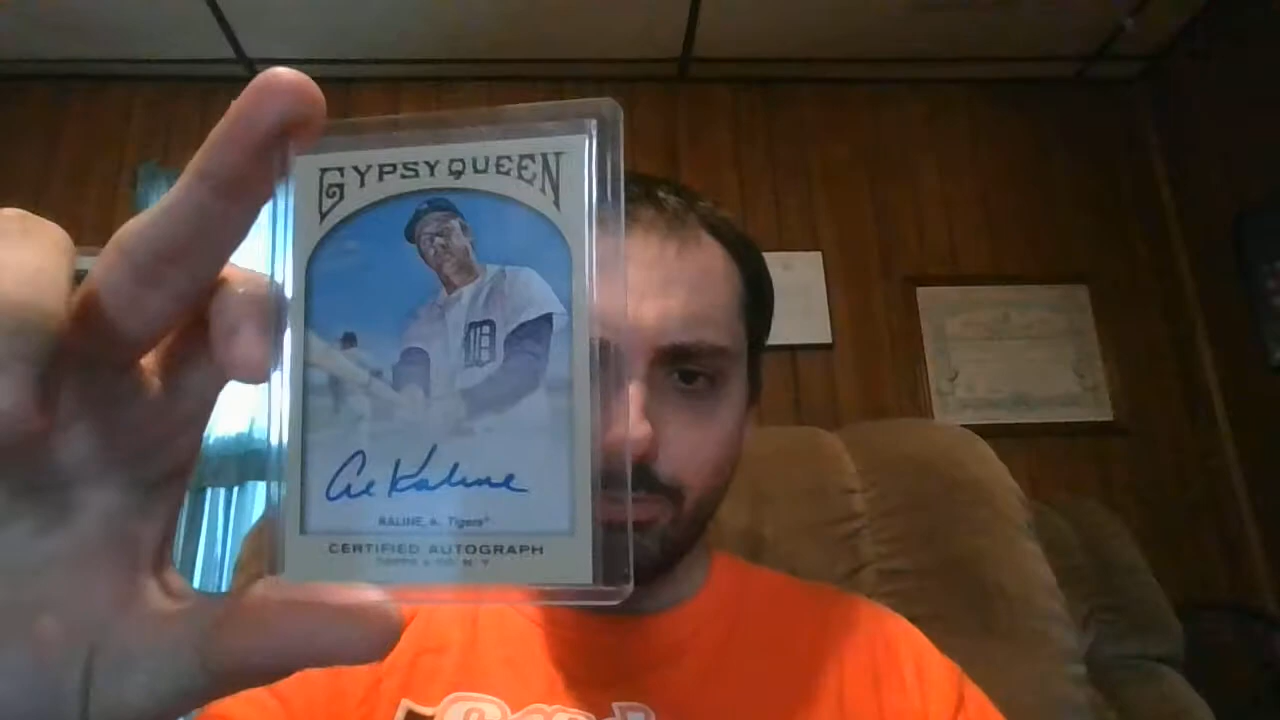 GYPSY QUEEN
D
Al Kaline
KALINE, A. Tigers®
CERTIFIED AUTOGRAPH